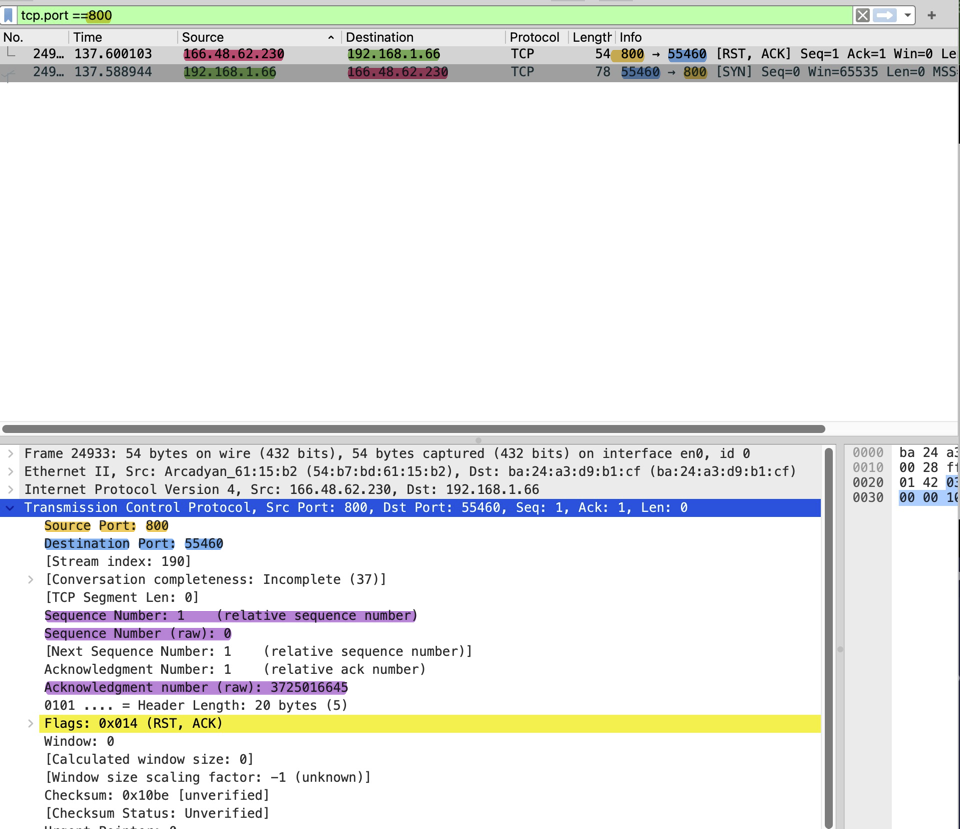 tcp.port ==800
No. Time Source Destination Protocol Length Info
249… 137.600103 166.48.62.230 192.168.1.66 TCP 54 800 → 55460 [RST, ACK] Seq=1 Ack=1 Win=0 Le
249… 137.588944 192.168.1.66 166.48.62.230 TCP 78 55460 → 800 [SYN] Seq=0 Win=65535 Len=0 MSS
Frame 24933: 54 bytes on wire (432 bits), 54 bytes captured (432 bits) on interface en0, id 0
Ethernet II, Src: Arcadyan_61:15:b2 (54:b7:bd:61:15:b2), Dst: ba:24:a3:d9:b1:cf (ba:24:a3:d9:b1:cf)
Internet Protocol Version 4, Src: 166.48.62.230, Dst: 192.168.1.66
Transmission Control Protocol, Src Port: 800, Dst Port: 55460, Seq: 1, Ack: 1, Len: 0
Source Port: 800
Destination Port: 55460
[Stream index: 190]
[Conversation completeness: Incomplete (37)]
[TCP Segment Len: 0]
Sequence Number: 1 (relative sequence number)
Sequence Number (raw): 0
[Next Sequence Number: 1 (relative sequence number)]
Acknowledgment Number: 1 (relative ack number)
Acknowledgment number (raw): 3725016645
0101 .... = Header Length: 20 bytes (5)
Flags: 0x014 (RST, ACK)
Window: 0
[Calculated window size: 0]
[Window size scaling factor: -1 (unknown)]
Checksum: 0x10be [unverified]
[Checksum Status: Unverified]
0000 ba 24 a3
0010 00 28 ff
0020 01 42 03
0030 00 00 10